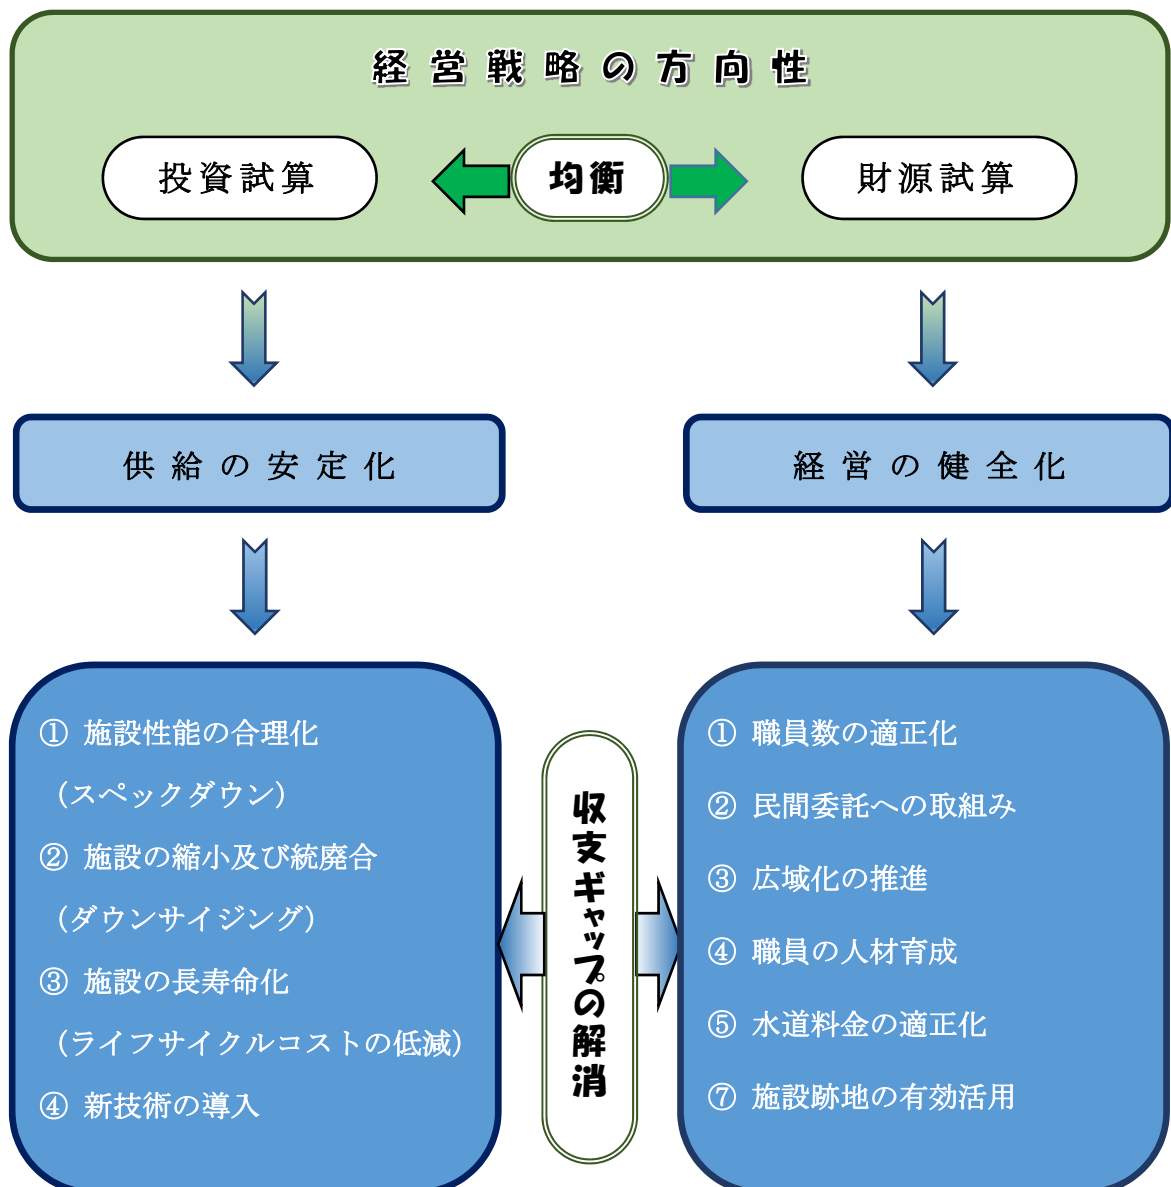 経営戦略の方向性
投資試算
均衡
財源試算
供給の安定化
経営の健全化
① 施設性能の合理化
（スペックダウン）
② 施設の縮小及び統廃合
（ダウンサイジング）
③ 施設の長寿命化
（ライフサイクルコストの低減）
④ 新技術の導入
収支ギャップの解消
① 職員数の適正化
② 民間委託への取組み
③ 広域化の推進
④ 職員の人材育成
⑤ 水道料金の適正化
⑦ 施設跡地の有効活用